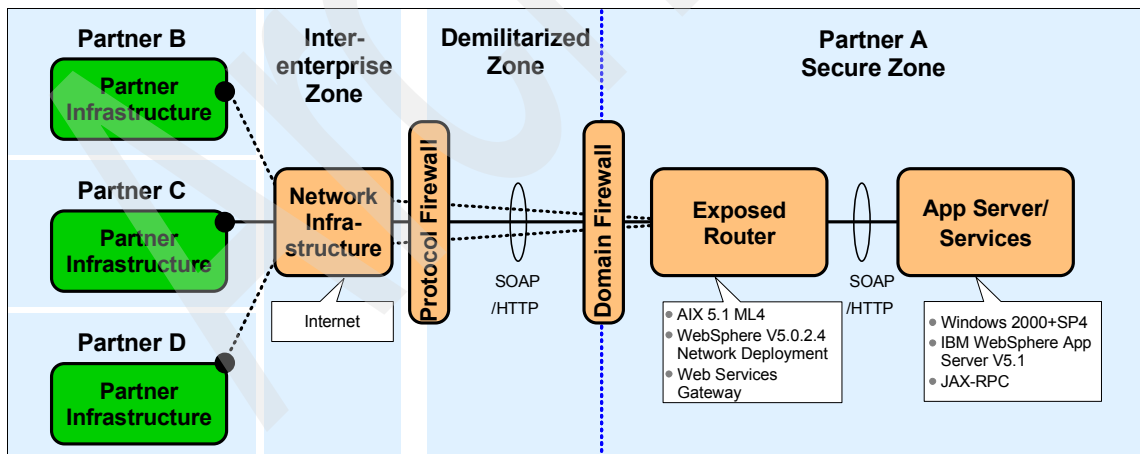 Partner B
Partner
Infrastructure
Partner C
Partner
Infrastructure
Partner D
Partner
Infrastructure
Inter-
enterprise
Zone
Network
Infra-
structure
Internet
Demilitarized
Zone
Protocol Firewall
SOAP
/HTTP
Domain Firewall
Partner A
Secure Zone
Exposed
Router
AIX 5.1 ML4
WebSphere V5.0.2.4
Network Deployment
Web Services
Gateway
SOAP
/HTTP
App Server/
Services
Windows 2000+SP4
IBM WebSphere App
Server V5.1
JAX-RPC